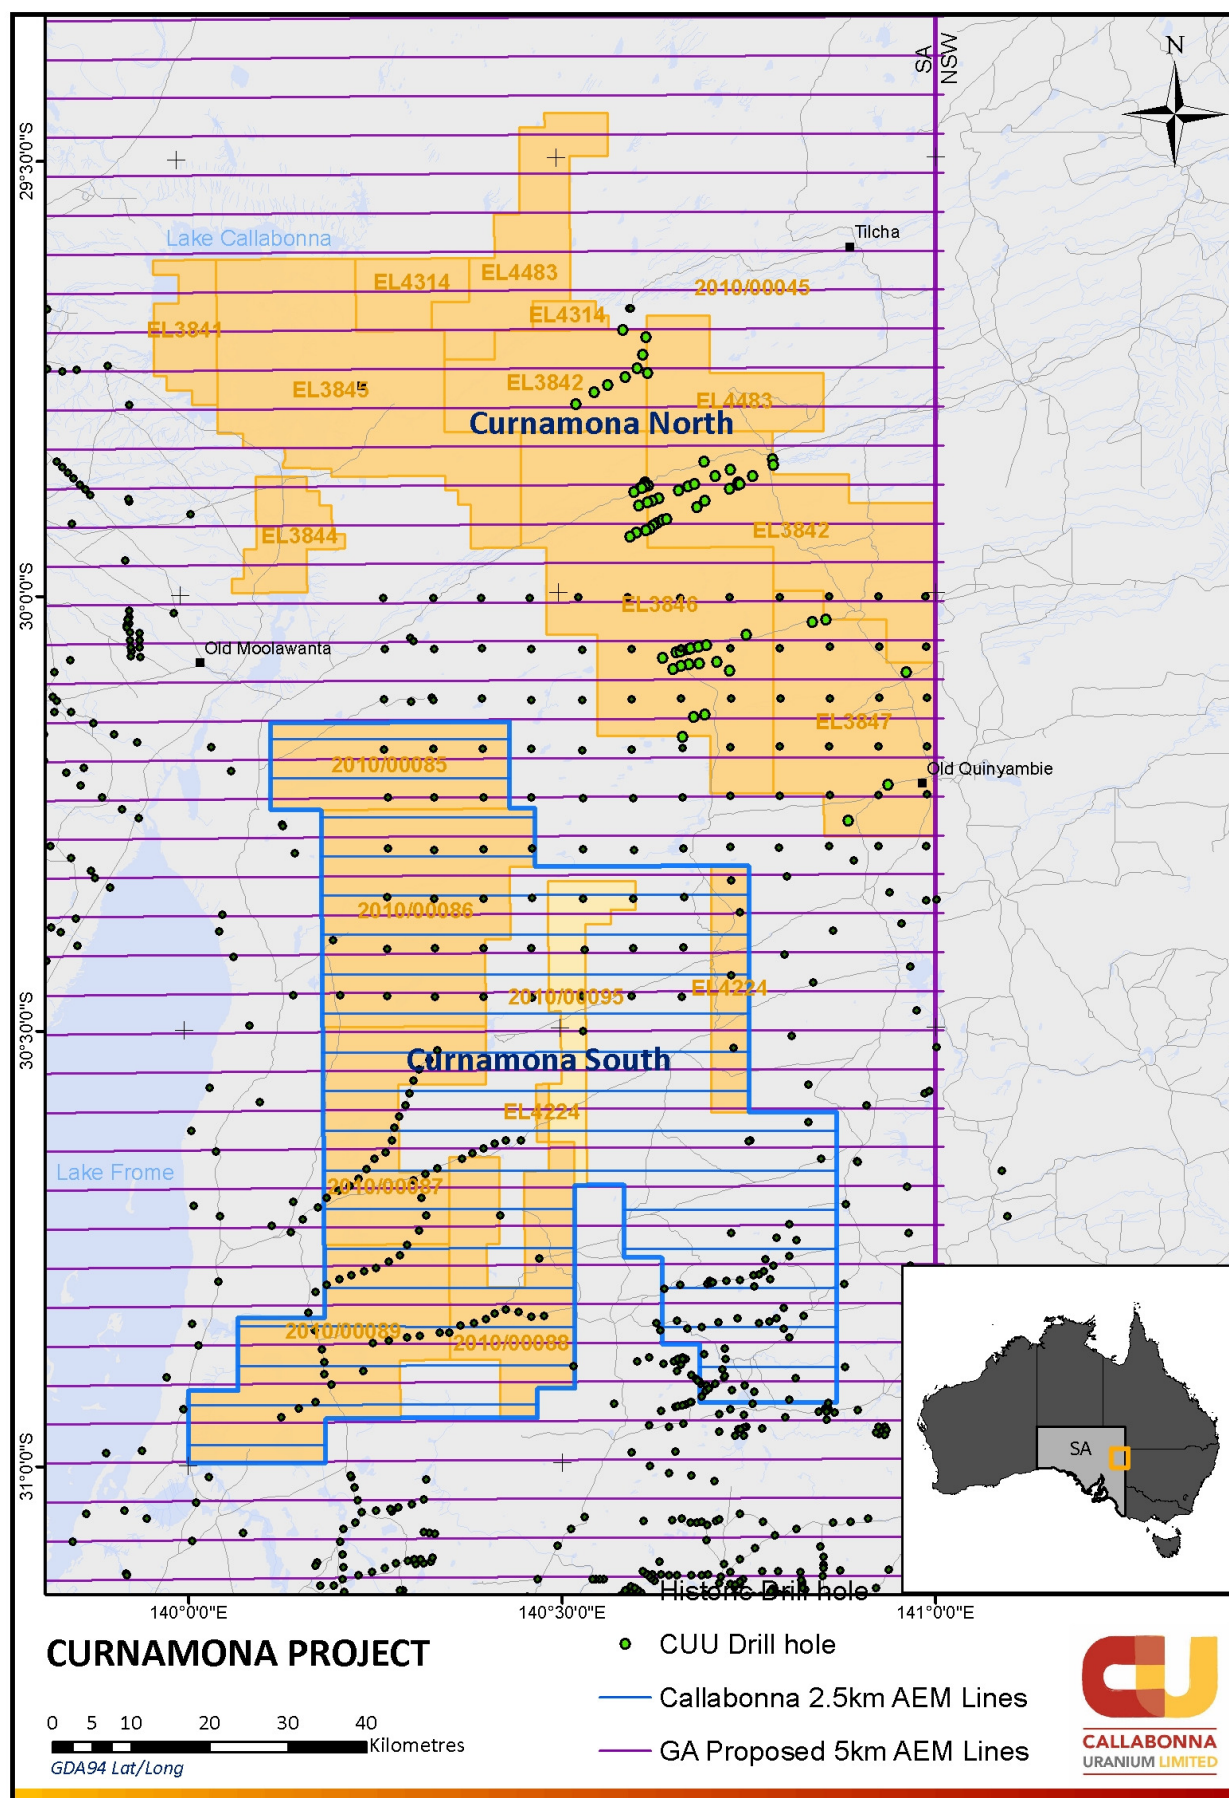 SA
NSW
N
29°30'0"S
Lake Callabonna
Tilcha
EL4483
EL4314
2010/00045
EL4314
EL3841
EL3845
EL3842
EL4483
Curnamona North
EL3844
EL3842
30°0'0"S
EL3846
Old Moolawanta
EL3847
2010/00085
Old Quinyambie
2010/00086
2010/00095
EL4224
30°30'0"S
Curnamona South
EL4224
Lake Frome
2010/00087
2010/00089
2010/00088
SA
31°0'0"S
Historic Drill hole
140°0'0"E
140°30'0"E
141°0'0"E
CURNAMONA PROJECT
CUU Drill hole
Callabonna 2.5km AEM Lines
GA Proposed 5km AEM Lines
0 5 10 20 30 40
Kilometres
GDA94 Lat/Long
CALLABONNA
URANIUM LIMITED